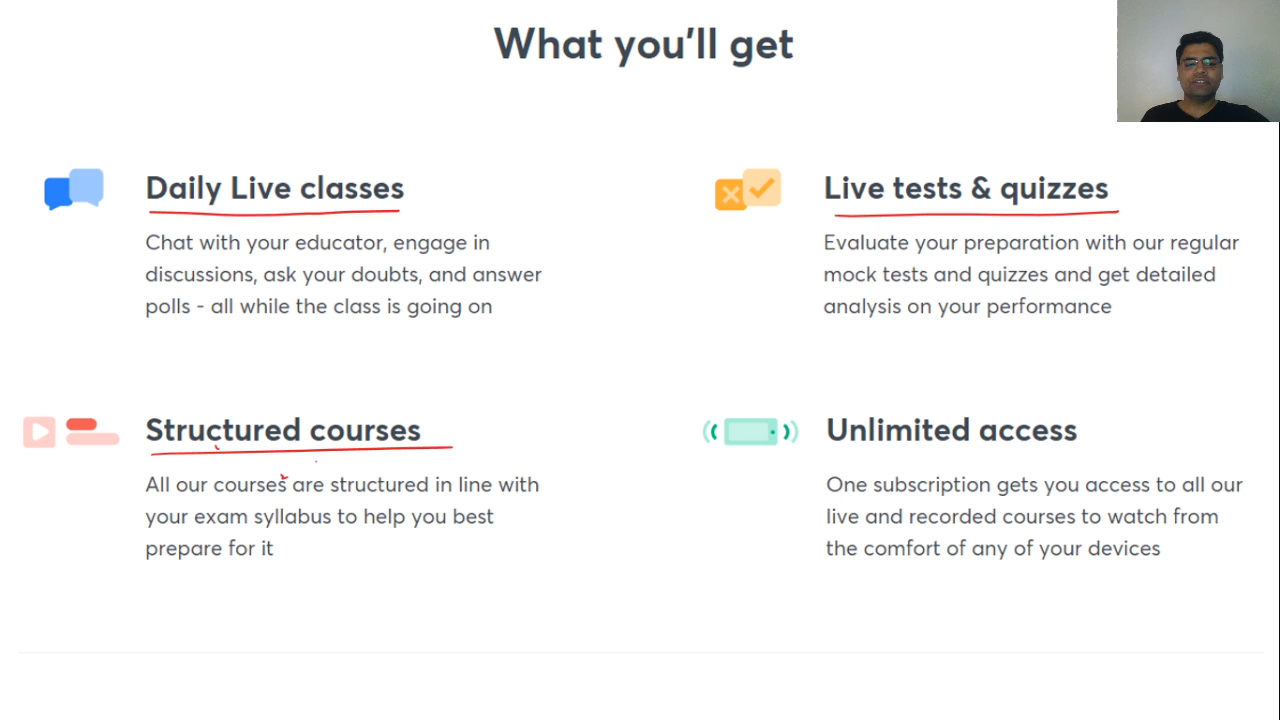 What you'll get
Daily Live classes
Chat with your educator, engage in
discussions, ask your doubts, and answer
polls - all while the class is going on
Live tests & quizzes
Evaluate your preparation with our regular
mock tests and quizzes and get detailed
analysis on your performance
Structured courses
All our courses are structured in line with
your exam syllabus to help you best
prepare for it
Unlimited access
One subscription gets you access to all our
live and recorded courses to watch from
the comfort of any of your devices